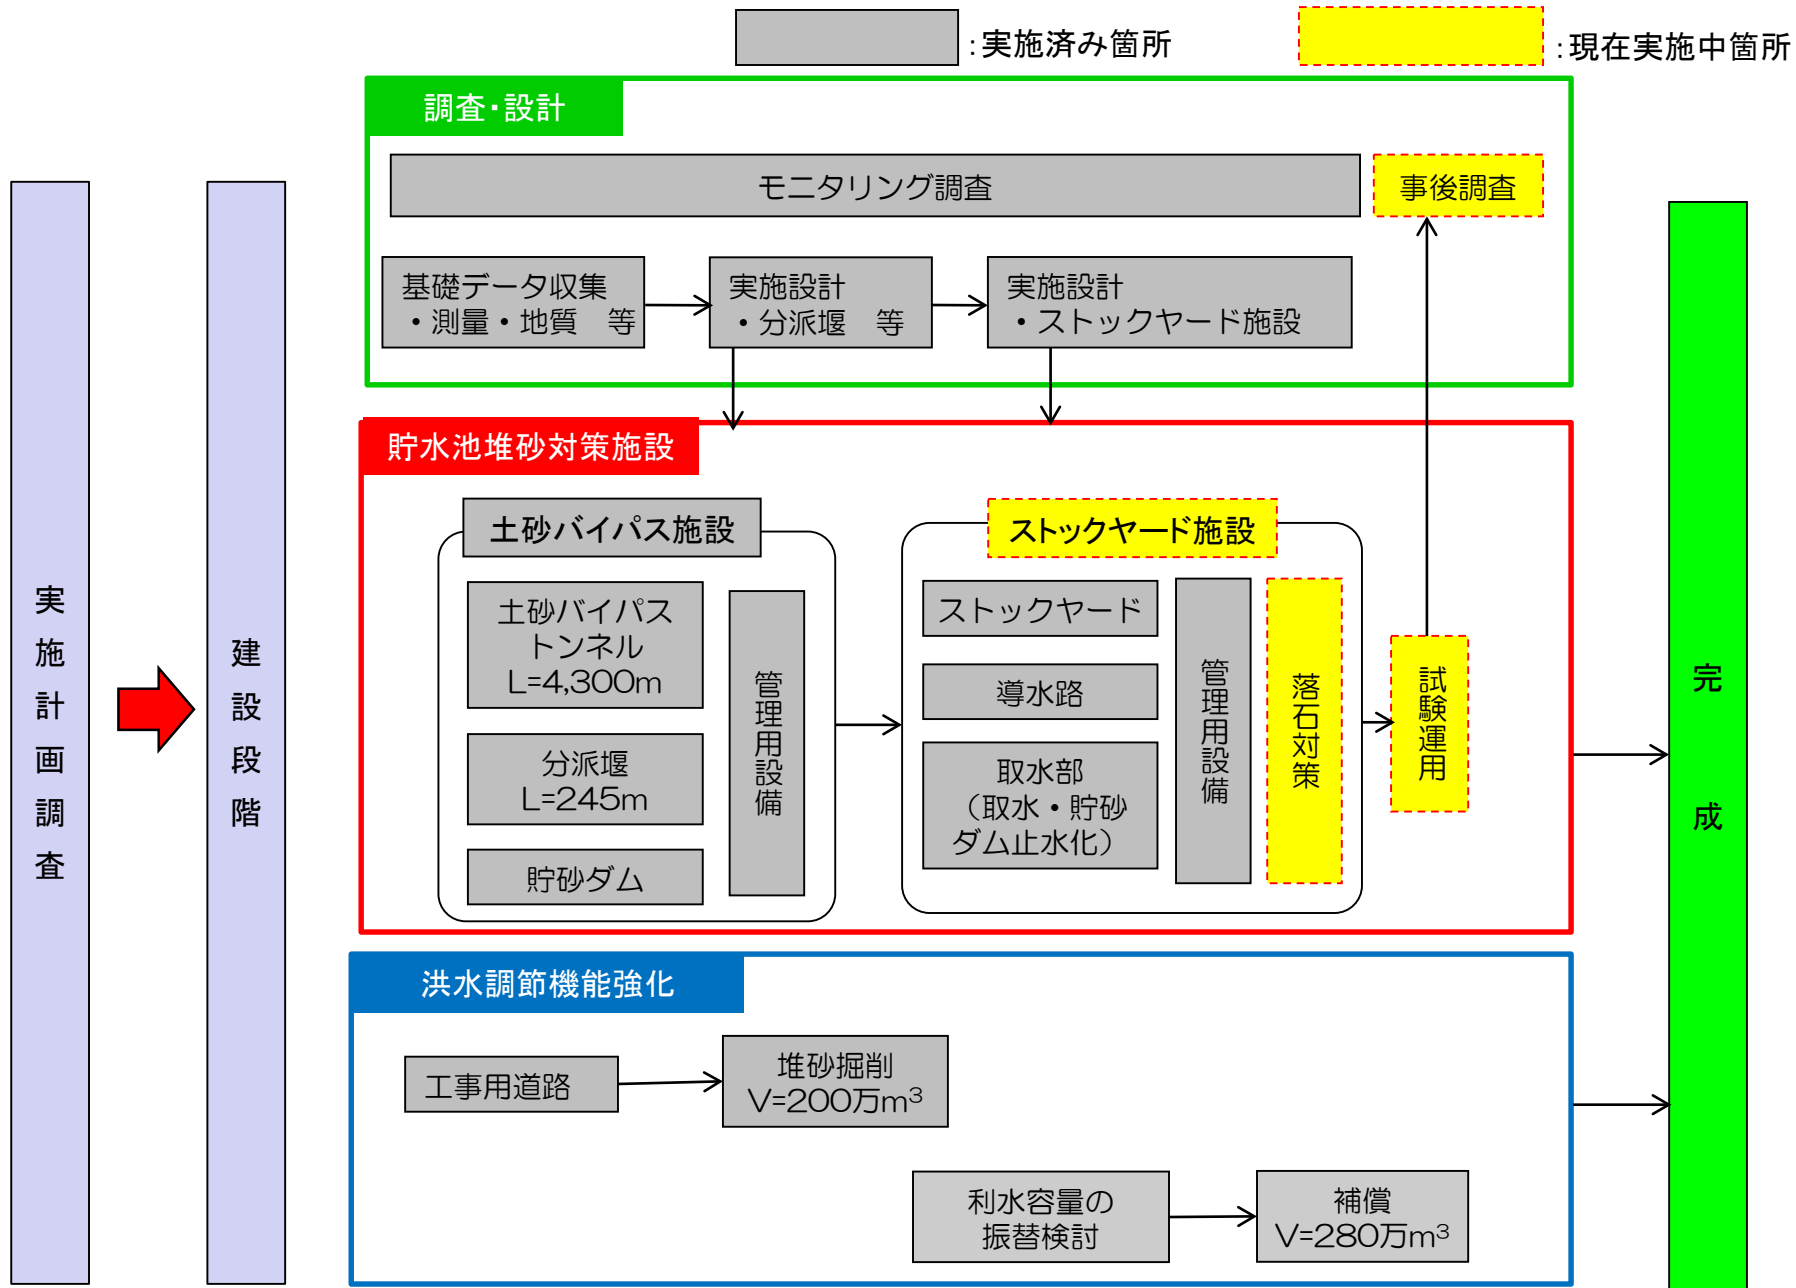 :実施済み箇所
:現在実施中箇所
調査・設計
モニタリング調査
事後調査
基礎データ収集
・測量・地質　等
実施設計
・分派堰　等
実施設計
・ストックヤード施設
貯水池堆砂対策施設
土砂バイパス施設
土砂バイパス
トンネル
L=4,300m
分派堰
L=245m
貯砂ダム
管理用設備
ストックヤード施設
ストックヤード
導水路
取水部
（取水・貯砂
ダム止水化）
管理用設備
落石対策
試験運用
洪水調節機能強化
工事用道路
堆砂掘削
V=200万m³
利水容量の
振替検討
補償
V=280万m³
実施計画調査
建設段階
完成